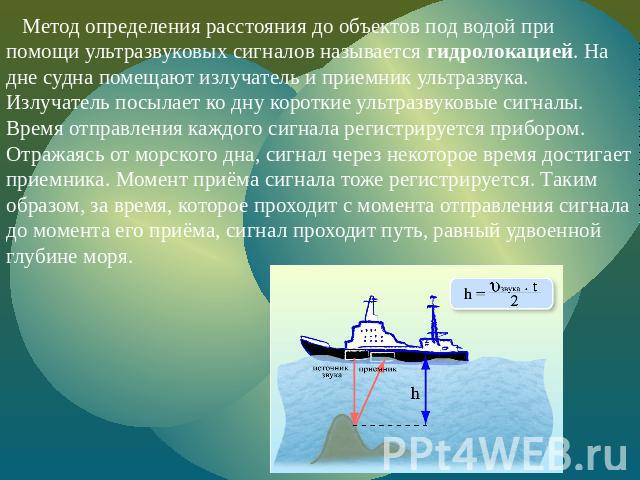 Метод определения расстояния до объектов под водой при
помощи ультразвуковых сигналов называется гидролокацией. На
дне судна помещают излучатель и приемник ультразвука.
Излучатель посылает ко дну короткие ультразвуковые сигналы.
Время отправления каждого сигнала регистрируется прибором.
Отражаясь от морского дна, сигнал через некоторое время достигает
приемника. Момент приёма сигнала тоже регистрируется. Таким
образом, за время, которое проходит с момента отправления сигнала
до момента его приёма, сигнал проходит путь, равный удвоенной
глубине моря.
h = υзвука . t / 2
источник
звука
приемник
h
PPt4WEB.ru